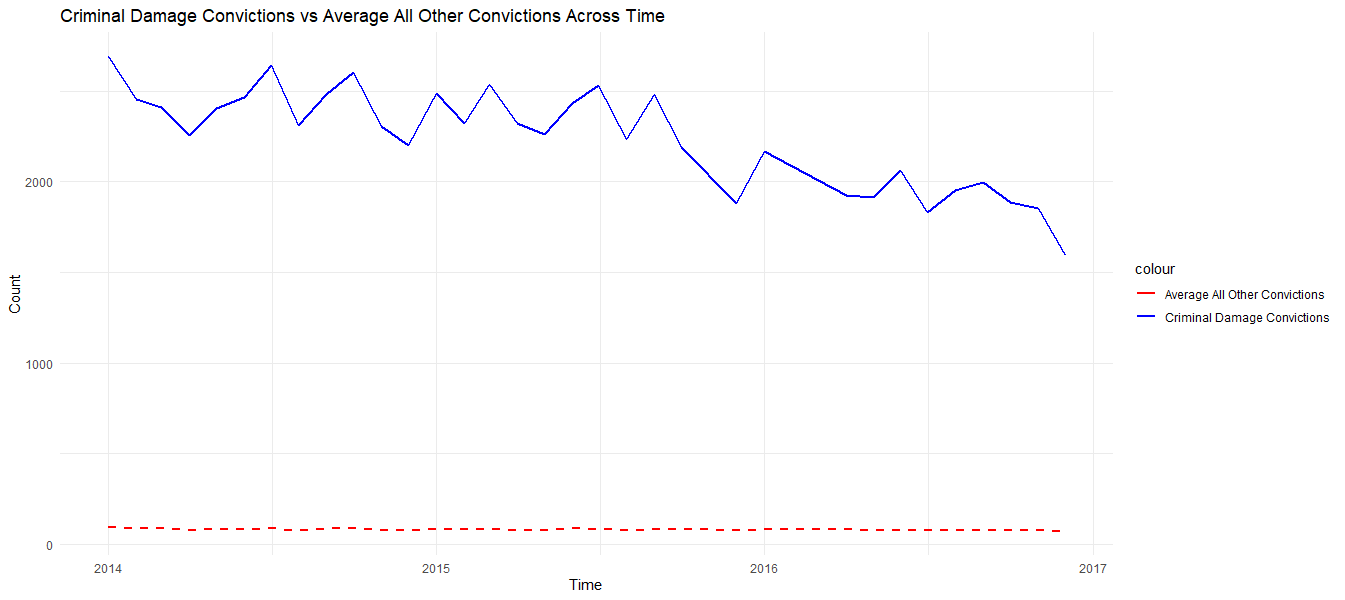 Criminal Damage Convictions vs Average All Other Convictions Across Time
Count
2000
1000
0
2014
2015
2016
2017
Time
colour
Average All Other Convictions
Criminal Damage Convictions